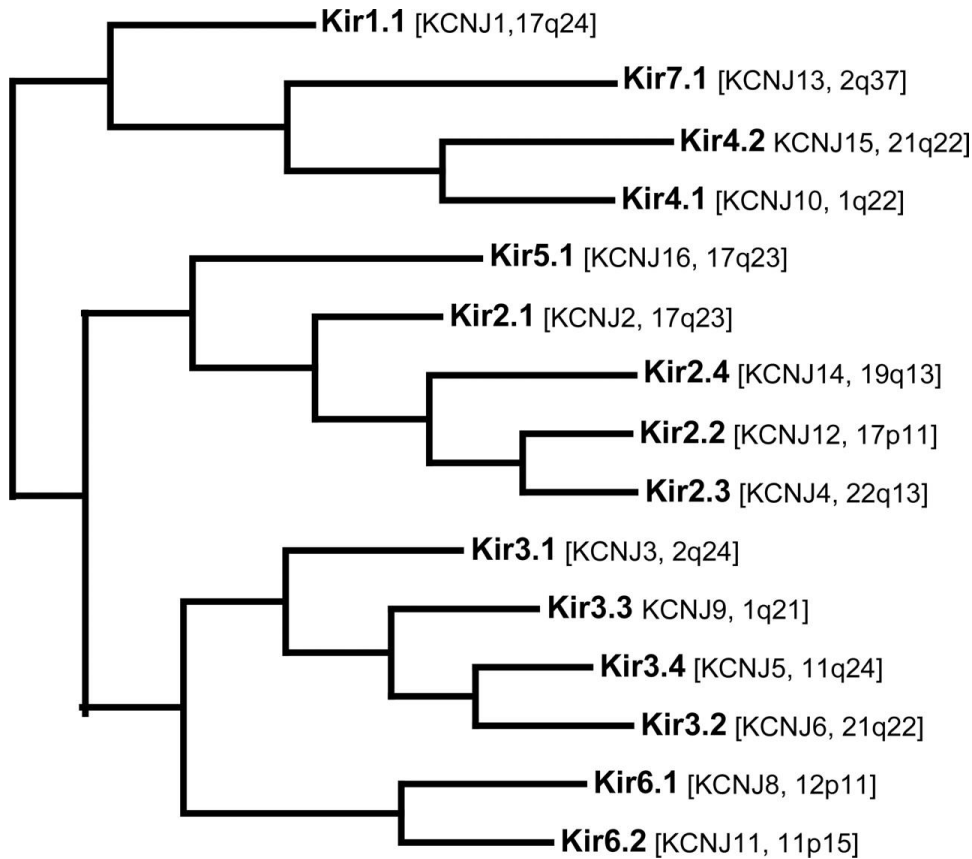 Kir1.1 [KCNJ1,17q24]
Kir7.1 [KCNJ13, 2q37]
Kir4.2 KCNJ15, 21q22]
Kir4.1 [KCNJ10, 1q22]
Kir5.1 [KCNJ16, 17q23]
Kir2.1 [KCNJ2, 17q23]
Kir2.4 [KCNJ14, 19q13]
Kir2.2 [KCNJ12, 17p11]
Kir2.3 [KCNJ4, 22q13]
Kir3.1 [KCNJ3, 2q24]
Kir3.3 KCNJ9, 1q21]
Kir3.4 [KCNJ5, 11q24]
Kir3.2 [KCNJ6, 21q22]
Kir6.1 [KCNJ8, 12p11]
Kir6.2 [KCNJ11, 11p15]